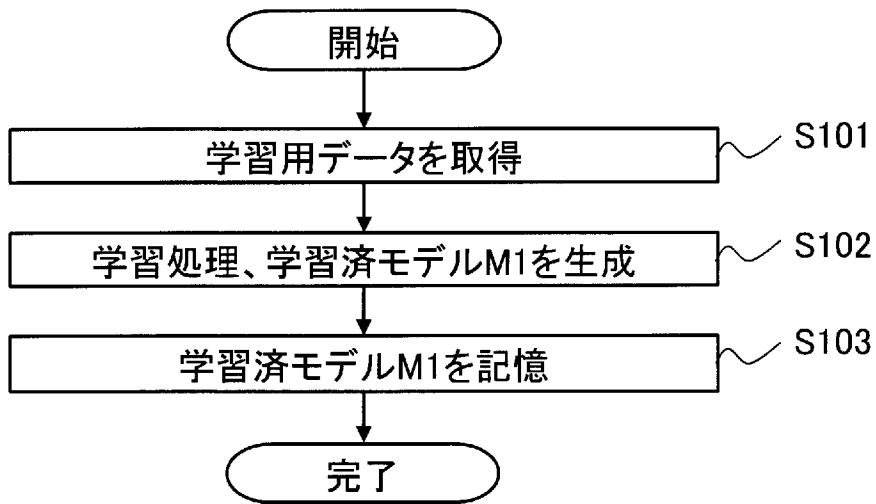 開始
学習用データを取得
S101
学習処理、学習済モデルM1を生成
S102
学習済モデルM1を記憶
S103
完了